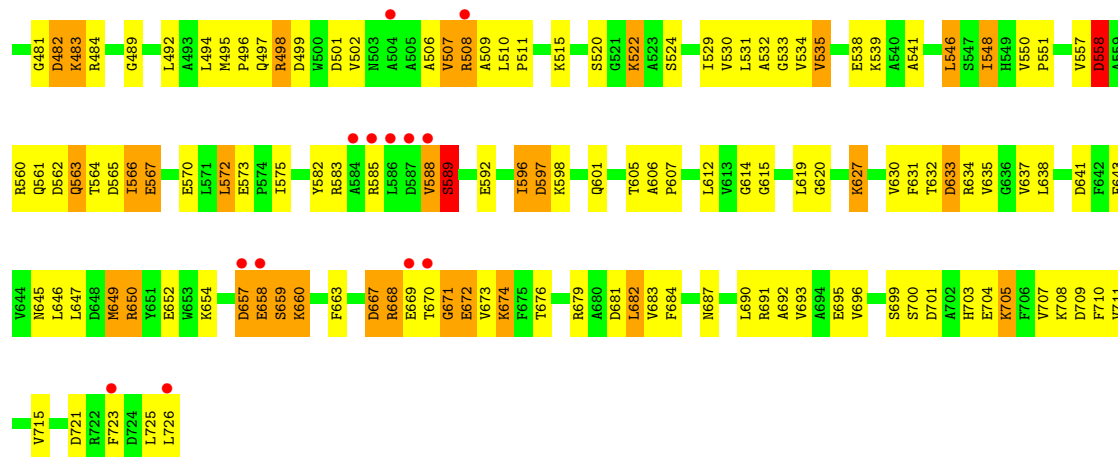 G481 D482 K483 R484 G489 L492 A493 L494 M495 P496 Q497 R498 D499 W500 D501 V502 N503 A504 A505 A506 V507 R508 A509 L510 P511 K515 S520 G521 K522 A523 S524 I529 V530 L531 A532 G533 V534 V535 E538 K539 A540 A541 L546 S547 I548 H549 V550 P551 V557 D558 A559
R560 Q561 D562 Q563 T564 D565 I566 E567 E570 L571 L572 E573 P574 I575 Y582 R583 A584 R585 L586 D587 V588 S589 E592 I596 D597 K598 Q601 T605 A606 P607 L612 V613 G614 G615 L619 G620 K627 V630 F631 T632 D633 R634 V635 G636 V637 L638 D641 F642 E643
V644 N645 L646 L647 D648 M649 R650 Y651 E652 W653 K654 D657 E658 S659 K660 F663 D667 R668 E669 T670 G671 E672 V673 K674 F675 T676 R679 A680 D681 L682 V683 F684 N687 L690 R691 A692 V693 A694 E695 V696 S699 S700 D701 A702 H703 E704 K705 F706 V707 K708 D709 F710 V711
V715 D721 R722 F723 D724 L725 L726